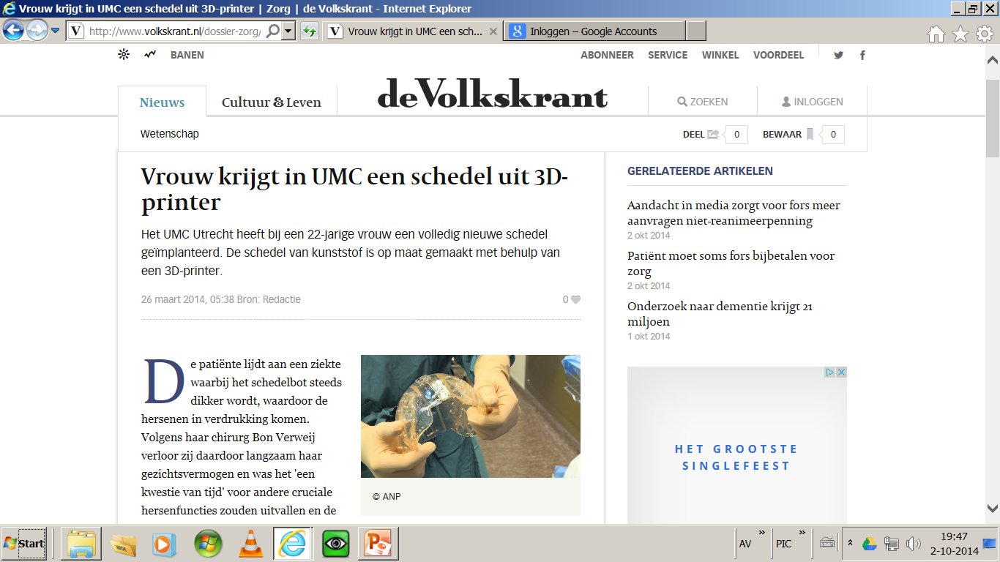 Vrouw krijgt in UMC een schedel uit 3D-printer | Zorg | de Volkskrant - Internet Explorer
http://www.volkskrant.nl/dossier-zorg/
Vrouw krijgt in UMC een sch...
Inloggen – Google Accounts
BANEN
ABONNEER SERVICE WINKEL VOORDEEL
Nieuws
Cultuur & Leven
de Volkskrant
ZOEKEN
INLOGGEN
Wetenschap
DEEL 0
BEWAAR 0
Vrouw krijgt in UMC een schedel uit 3D-
printer
Het UMC Utrecht heeft bij een 22-jarige vrouw een volledig nieuwe schedel
geïmplanteerd. De schedel van kunststof is op maat gemaakt met behulp van
een 3D-printer.
26 maart 2014, 05:38 Bron: Redactie
0
De patiënte lijdt aan een ziekte
waarbij het schedelbot steeds
dikker wordt, waardoor de
hersenen in verdrukking komen.
Volgens haar chirurg Bon Verweij
verloor zij daardoor langzaam haar
gezichtsvermogen en was het 'een
kwestie van tijd' voor andere cruciale
hersenfuncties zouden uitvallen en de
© ANP
GERELATEERDE ARTIKELEN
Aandacht in media zorgt voor fors meer
aanvragen niet-reanimeerpenning
2 okt 2014
Patiënt moet soms fors bijbetalen voor
zorg
2 okt 2014
Onderzoek naar dementie krijgt 21
miljoen
1 okt 2014
HET GROOTSTE
SINGLEFEEST
Start
AV
PIC
19:47
2-10-2014